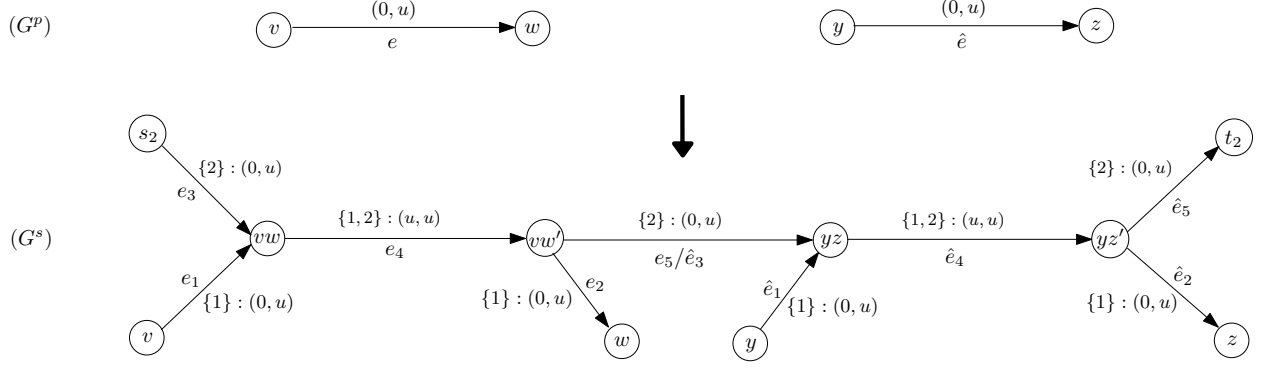 (G^p) v (0, u) e w y (0, u) ê z
s_2 t_2
{2} : (0, u) {2} : (0, u)
e_3 ê_5
(G^s) vw {1, 2} : (u, u) e_4 vw′ {2} : (0, u) e_5/ê_3 yz {1, 2} : (u, u) ê_4 yz′
e_1 e_2 ê_1 ê_2
{1} : (0, u) {1} : (0, u) {1} : (0, u) {1} : (0, u)
v w y z